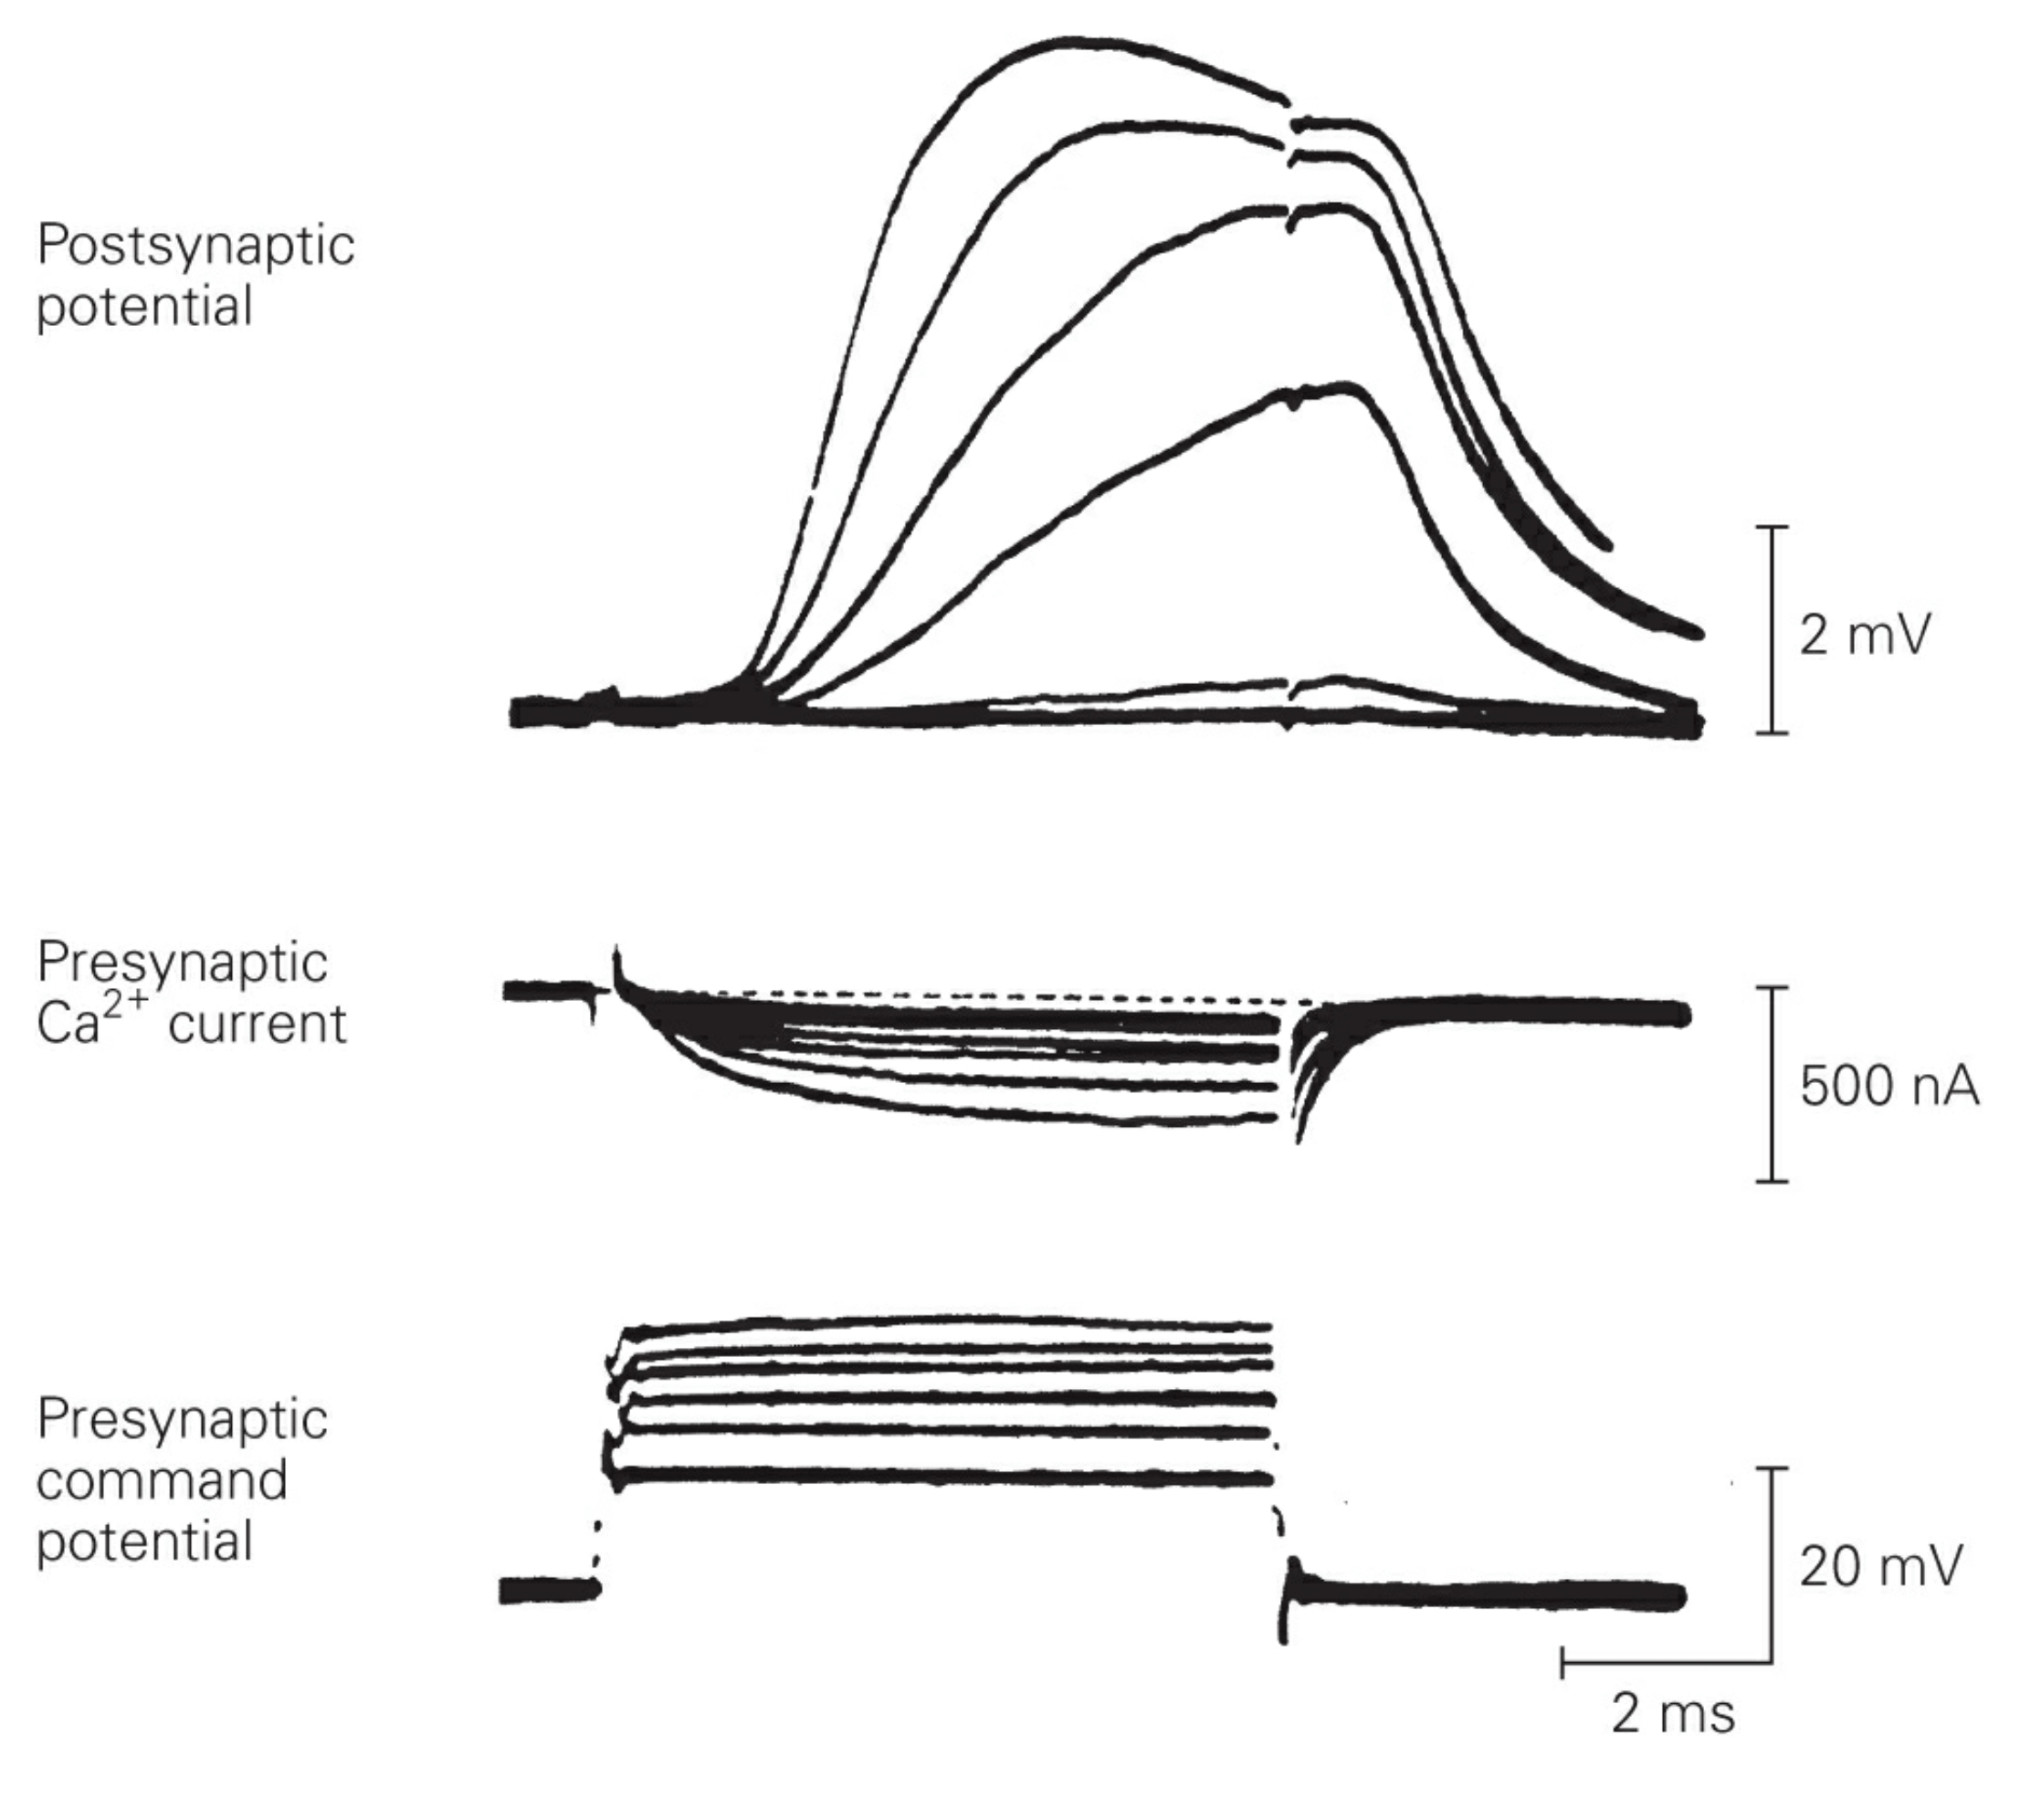 Postsynaptic
potential
2 mV
Presynaptic
Ca²⁺ current
500 nA
Presynaptic
command
potential
20 mV
2 ms